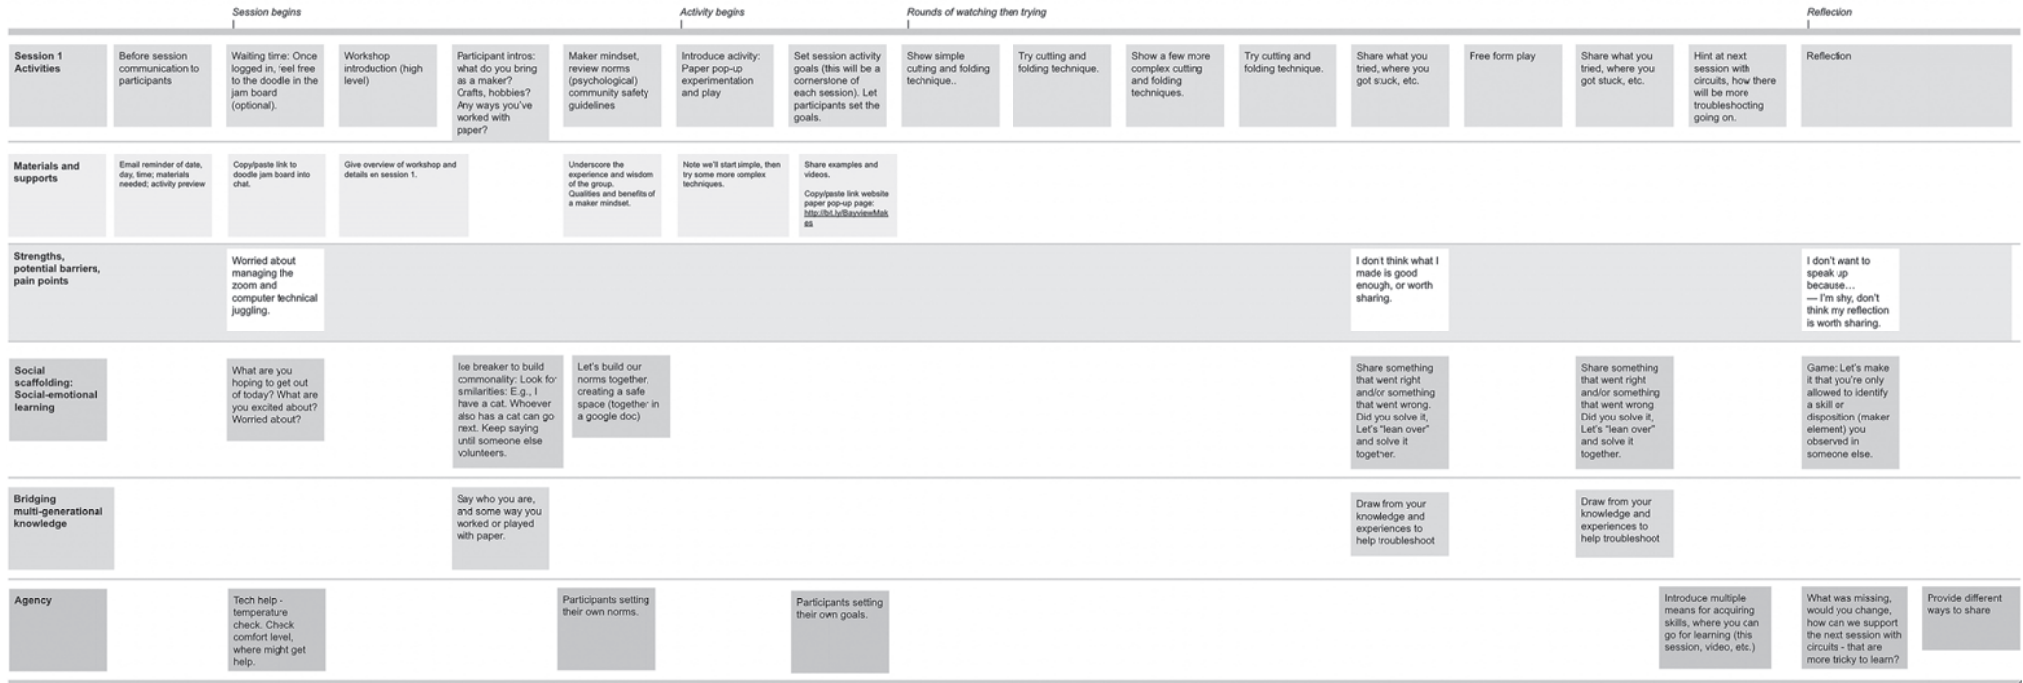 Session begins
Activity begins
Rounds of watching then trying
Reflection
Session 1
Activities
Before session
communication to
participants
Waiting time: Once
logged in, feel free
to the doodle in the
jam board
(optional).
Workshop
introduction (high
level)
Participant intros:
what do you bring
as a maker?
Crafts, hobbies?
Any ways you've
worked with
paper?
Maker mindset,
review norms
(psychological)
community safety
guidelines
Introduce activity:
Paper pop-up
experimentation
and play
Set session activity
goals (this will be a
cornerstone of
each session). Let
participants set the
goals.
Show simple
cutting and folding
technique..
Try cutting and
folding technique.
Show a few more
complex cutting
and folding
techniques.
Try cutting and
folding technique.
Share what you
tried, where you
got stuck, etc.
Free form play
Share what you
tried, where you
got stuck, etc.
Hint at next
session with
circuits, how there
will be more
troubleshooting
going on.
Reflection
Materials and
supports
Email reminder of date,
day, time; materials
needed; activity preview
Copy/paste link to
doodle jam board into
chat.
Give overview of workshop and
details on session 1.
Underscore the
experience and wisdom
of the group.
Qualities and benefits of
a maker mindset.
Note we'll start simple, then
try some more complex
techniques.
Share examples and
videos.
Copy/paste link website
paper pop-up page:
http://bit.ly/BayviewMak
es
Strengths,
potential barriers,
pain points
Worried about
managing the
zoom and
computer technical
juggling.
I don't think what I
made is good
enough, or worth
sharing.
I don't want to
speak up
because...
— I'm shy, don't
think my reflection
is worth sharing.
Social
scaffolding:
Social-emotional
learning
What are you
hoping to get out
of today? What are
you excited about?
Worried about?
Ice breaker to build
commonality: Look for
similarities: E.g., I
have a cat. Whoever
also has a cat can go
next. Keep saying
until someone else
volunteers.
Let's build our
norms together,
creating a safe
space (together in
a google doc)
Share something
that went right
and/or something
that went wrong.
Did you solve it,
Let's "lean over"
and solve it
together.
Share something
that went right
and/or something
that went wrong
Did you solve it,
Let's "lean over"
and solve it
together.
Game: Let's make
it that you're only
allowed to identify
a skill or
disposition (maker
element) you
observed in
someone else.
Bridging
multi-generational
knowledge
Say who you are,
and some way you
worked or played
with paper.
Draw from your
knowledge and
experiences to
help troubleshoot
Draw from your
knowledge and
experiences to
help troubleshoot
Agency
Tech help -
temperature
check. Check
comfort level,
where might get
help.
Participants setting
their own norms.
Participants setting
their own goals.
Introduce multiple
means for acquiring
skills, where you can
go for learning (this
session, video, etc.)
What was missing,
would you change,
how can we support
the next session with
circuits - that are
more tricky to learn?
Provide different
ways to share